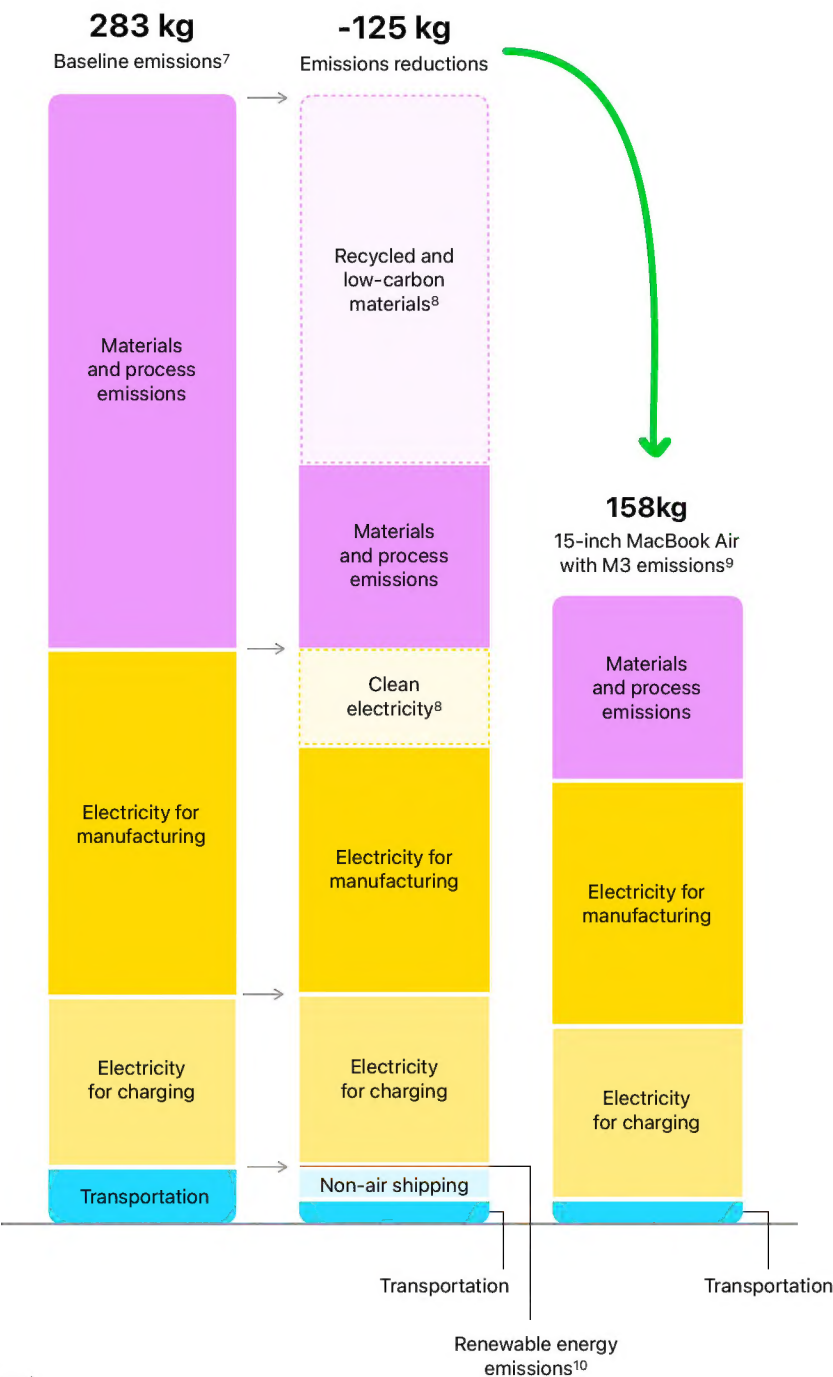 283 kg
Baseline emissions⁷
-125 kg
Emissions reductions
Materials
and process
emissions
Electricity for
manufacturing
Electricity
for charging
Transportation
Recycled and
low-carbon
materials⁸
Materials
and process
emissions
Clean
electricity⁸
Electricity for
manufacturing
Electricity
for charging
Non-air shipping
Transportation
Renewable energy
emissions¹⁰
158kg
15-inch MacBook Air
with M3 emissions⁹
Materials
and process
emissions
Electricity for
manufacturing
Electricity
for charging
Transportation